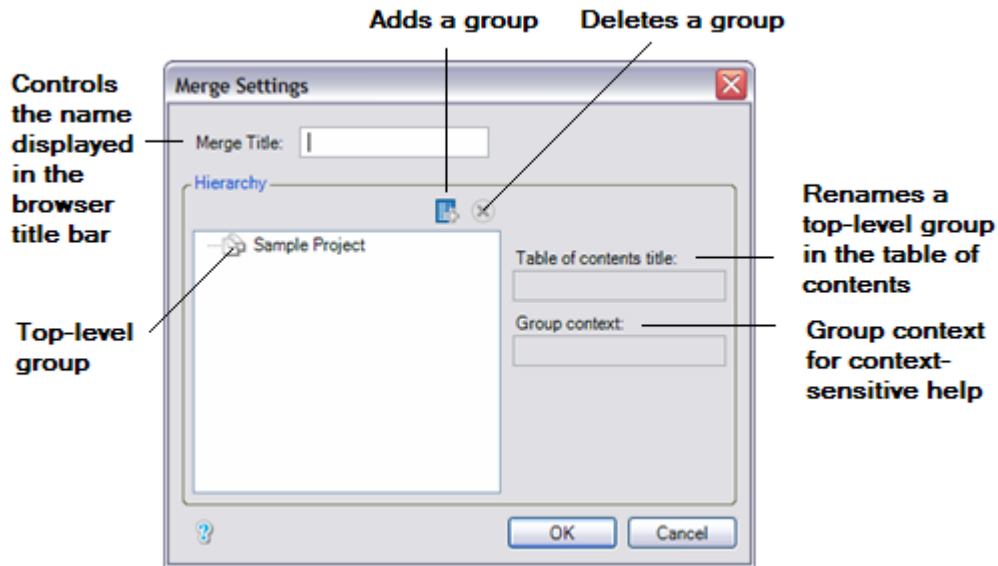 Adds a group
Deletes a group
Controls
the name
displayed
in the
browser
title bar
Merge Settings
Merge Title:
Hierarchy
Sample Project
Table of contents title:
Group context:
Renames a
top-level group
in the table of
contents
Top-level
group
Group context
for context-
sensitive help
?
OK
Cancel